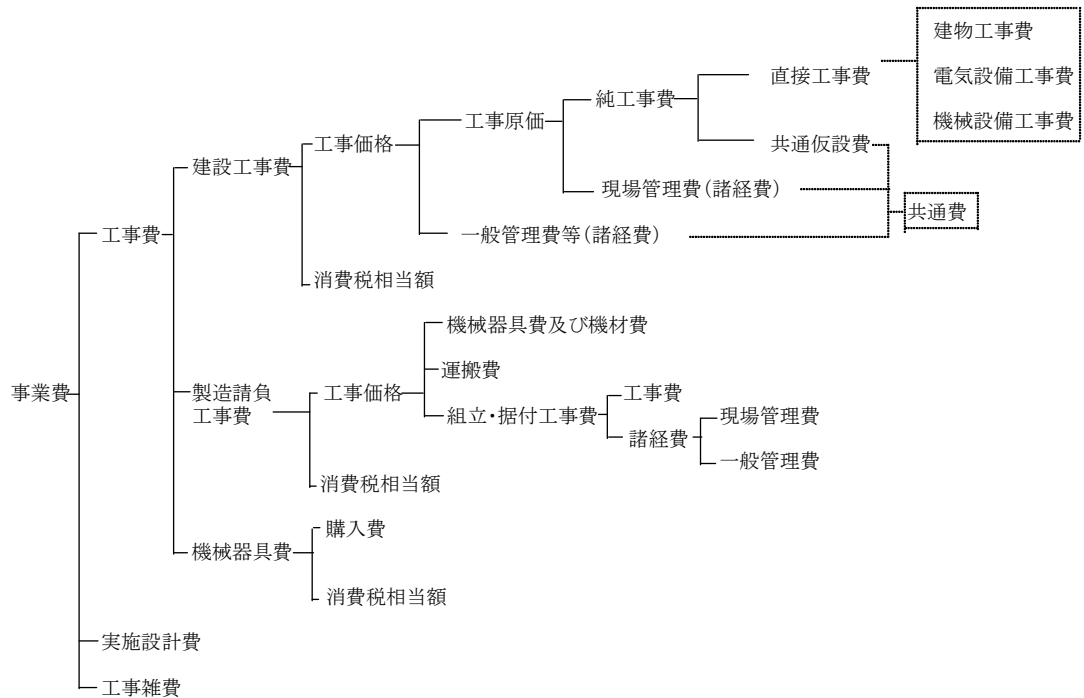 建物工事費
直接工事費
電気設備工事費
純工事費
機械設備工事費
工事原価
工事価格
共通仮設費
建設工事費
現場管理費(諸経費)
共通費
工事費
一般管理費等(諸経費)
消費税相当額
機械器具費及び機材費
運搬費
事業費
製造請負
工事費
工事価格
工事費
組立・据付工事費
現場管理費
諸経費
一般管理費
消費税相当額
購入費
機械器具費
消費税相当額
実施設計費
工事雑費